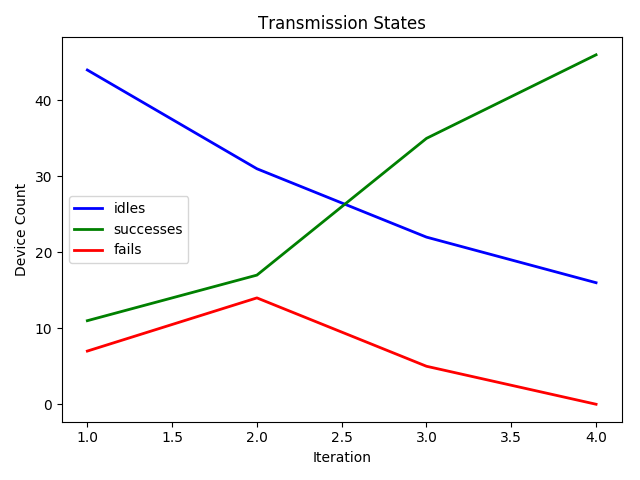 Transmission States
Device Count
40
30
20
10
0
idles
successes
fails
1.0 1.5 2.0 2.5 3.0 3.5 4.0
Iteration